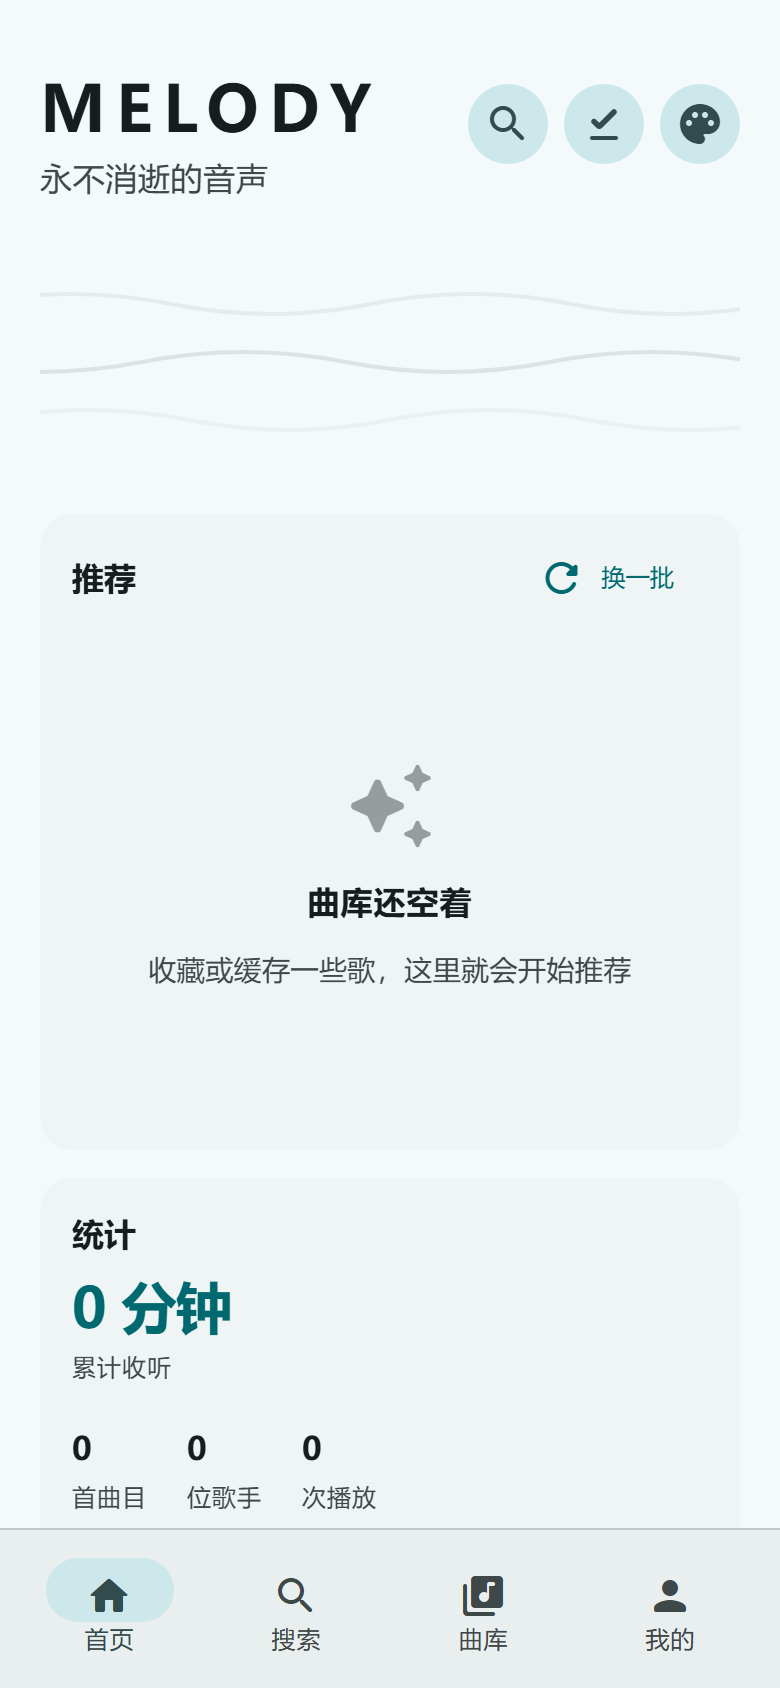 MELODY
永不消逝的音声
推荐
换一批
曲库还空着
收藏或缓存一些歌，这里就会开始推荐
统计
0 分钟
累计收听
0 0 0
首曲目 位歌手 次播放
首页 搜索 曲库 我的